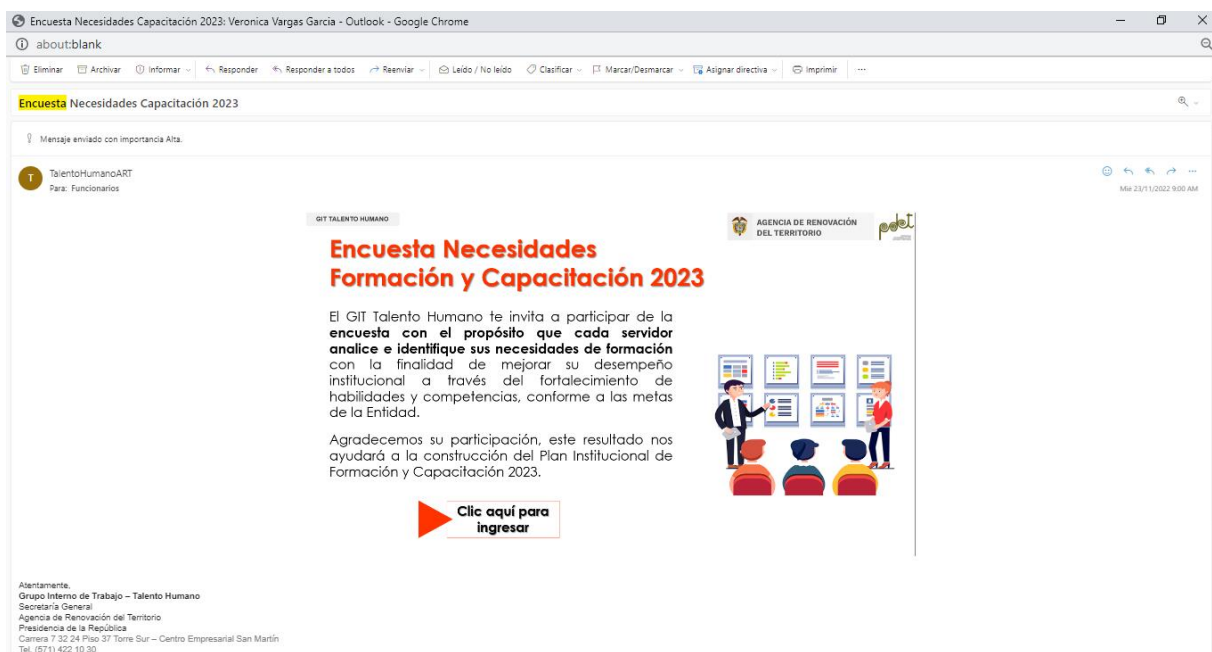 Encuesta Necesidades Capacitación 2023: Veronica Vargas Garcia - Outlook - Google Chrome
about:blank
Eliminar Archivar Informar Responder Responder a todos Reenviar Leído / No leído Clasificar Marcar/Desmarcar Asignar directiva Imprimir ...
Encuesta Necesidades Capacitación 2023
Mensaje enviado con importancia Alta.
T
TalentoHumanoART
Para: Funcionarios
Mié 23/11/2022 9:00 AM
GIT TALENTO HUMANO
AGENCIA DE RENOVACIÓN
DEL TERRITORIO
pdet
Encuesta Necesidades
Formación y Capacitación 2023
El GIT Talento Humano te invita a participar de la
encuesta con el propósito que cada servidor
analice e identifique sus necesidades de formación
con la finalidad de mejorar su desempeño
institucional a través del fortalecimiento de
habilidades y competencias, conforme a las metas
de la Entidad.
Agradecemos su participación, este resultado nos
ayudará a la construcción del Plan Institucional de
Formación y Capacitación 2023.
Clic aquí para
ingresar
Atentamente,
Grupo Interno de Trabajo – Talento Humano
Secretaría General
Agencia de Renovación del Territorio
Presidencia de la República
Carrera 7 32 24 Piso 37 Torre Sur – Centro Empresarial San Martín
Tel. (571) 422 10 30